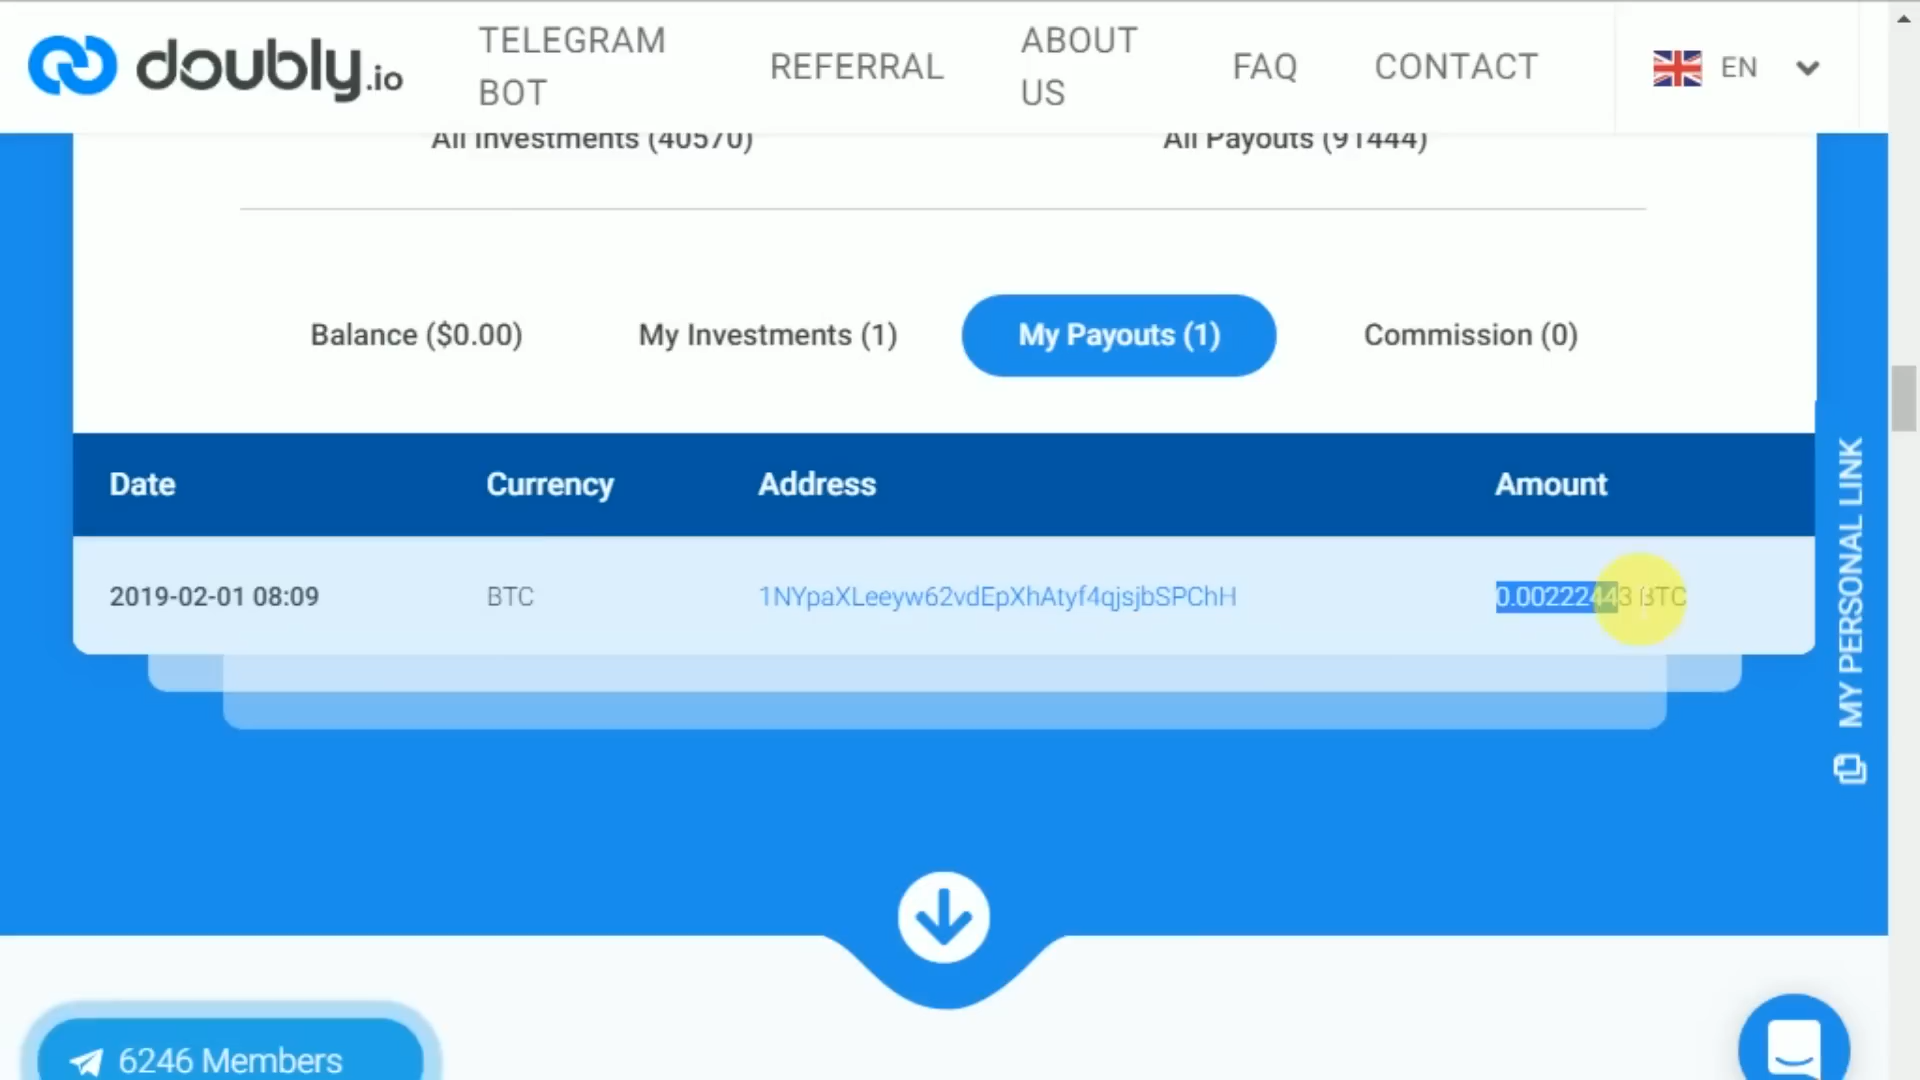 doubly.io
TELEGRAM
BOT
REFERRAL
ABOUT
US
FAQ
CONTACT
EN
All Investments (40570)
All Payouts (91444)
Balance ($0.00)
My Investments (1)
My Payouts (1)
Commission (0)
Date
Currency
Address
Amount
2019-02-01 08:09
BTC
1NYpaXLeeyw62vdEpXhAtyf4qjsjbSPChH
0.00222443 BTC
MY PERSONAL LINK
6246 Members